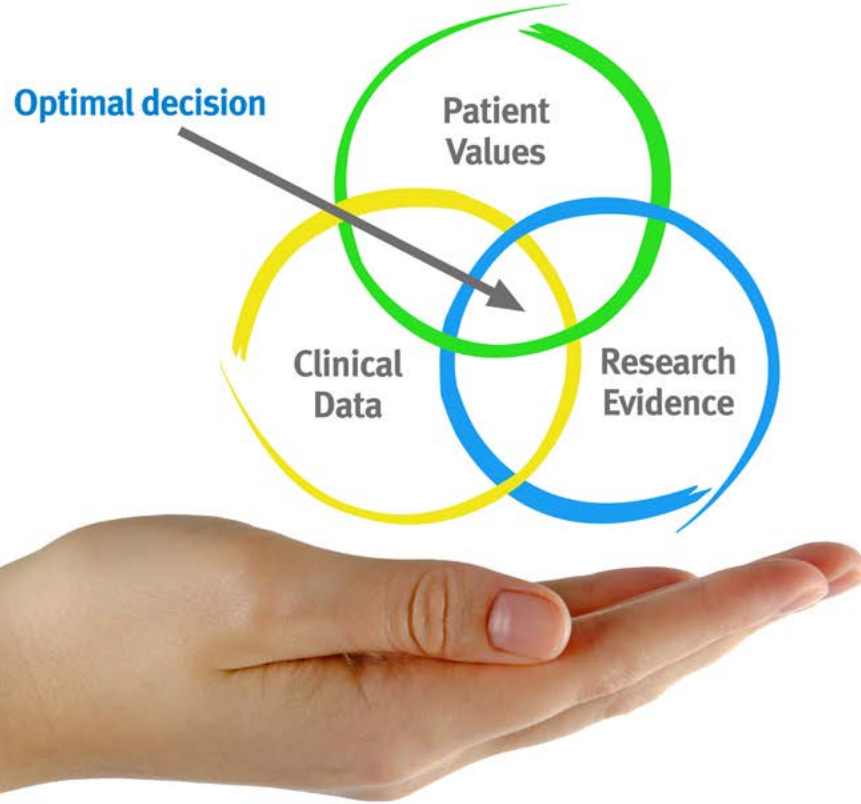 Optimal decision
Patient
Values
Clinical
Data
Research
Evidence